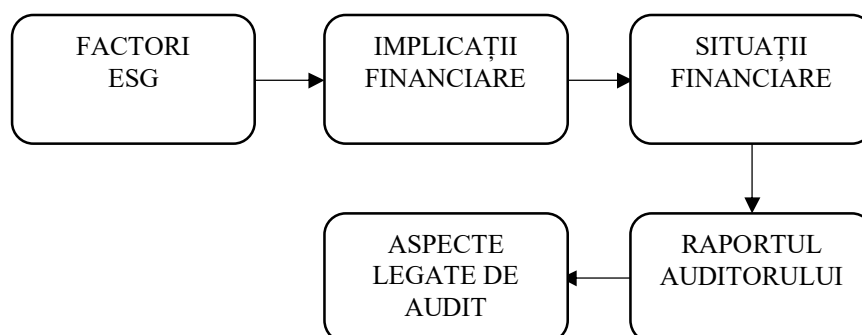 FACTORI
ESG
IMPLICAȚII
FINANCIARE
SITUAȚII
FINANCIARE
RAPORTUL
AUDITORULUI
ASPECTE
LEGATE DE
AUDIT